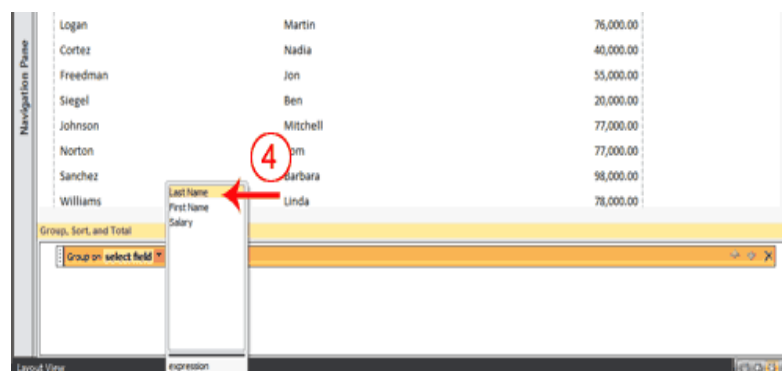 Navigation Pane
Logan Martin 76,000.00
Cortez Nadia 40,000.00
Freedman Jon 55,000.00
Siegel Ben 20,000.00
Johnson Mitchell 77,000.00
Norton om 77,000.00
Sanchez Barbara 98,000.00
Williams Linda 78,000.00
4
Last Name
First Name
Salary
expression
Group, Sort, and Total
Group on select field
Layout View